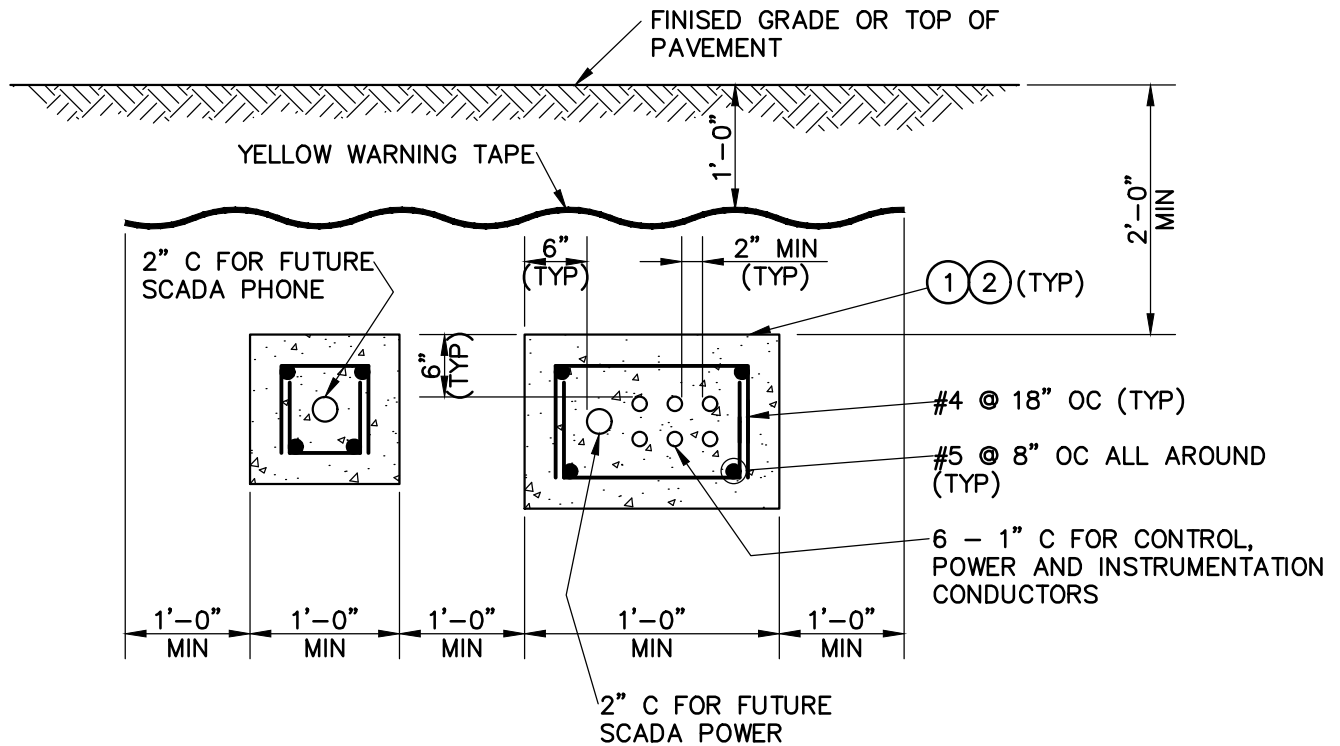 FINISED GRADE OR TOP OF
PAVEMENT
YELLOW WARNING TAPE
1'-0"
2'-0"
MIN
2" C FOR FUTURE
SCADA PHONE
6"
(TYP)
2" MIN
(TYP)
1 2 (TYP)
6"
(TYP)
#4 @ 18" OC (TYP)
#5 @ 8" OC ALL AROUND
(TYP)
6 - 1" C FOR CONTROL,
POWER AND INSTRUMENTATION
CONDUCTORS
1'-0"
MIN
1'-0"
MIN
1'-0"
MIN
1'-0"
MIN
1'-0"
MIN
2" C FOR FUTURE
SCADA POWER